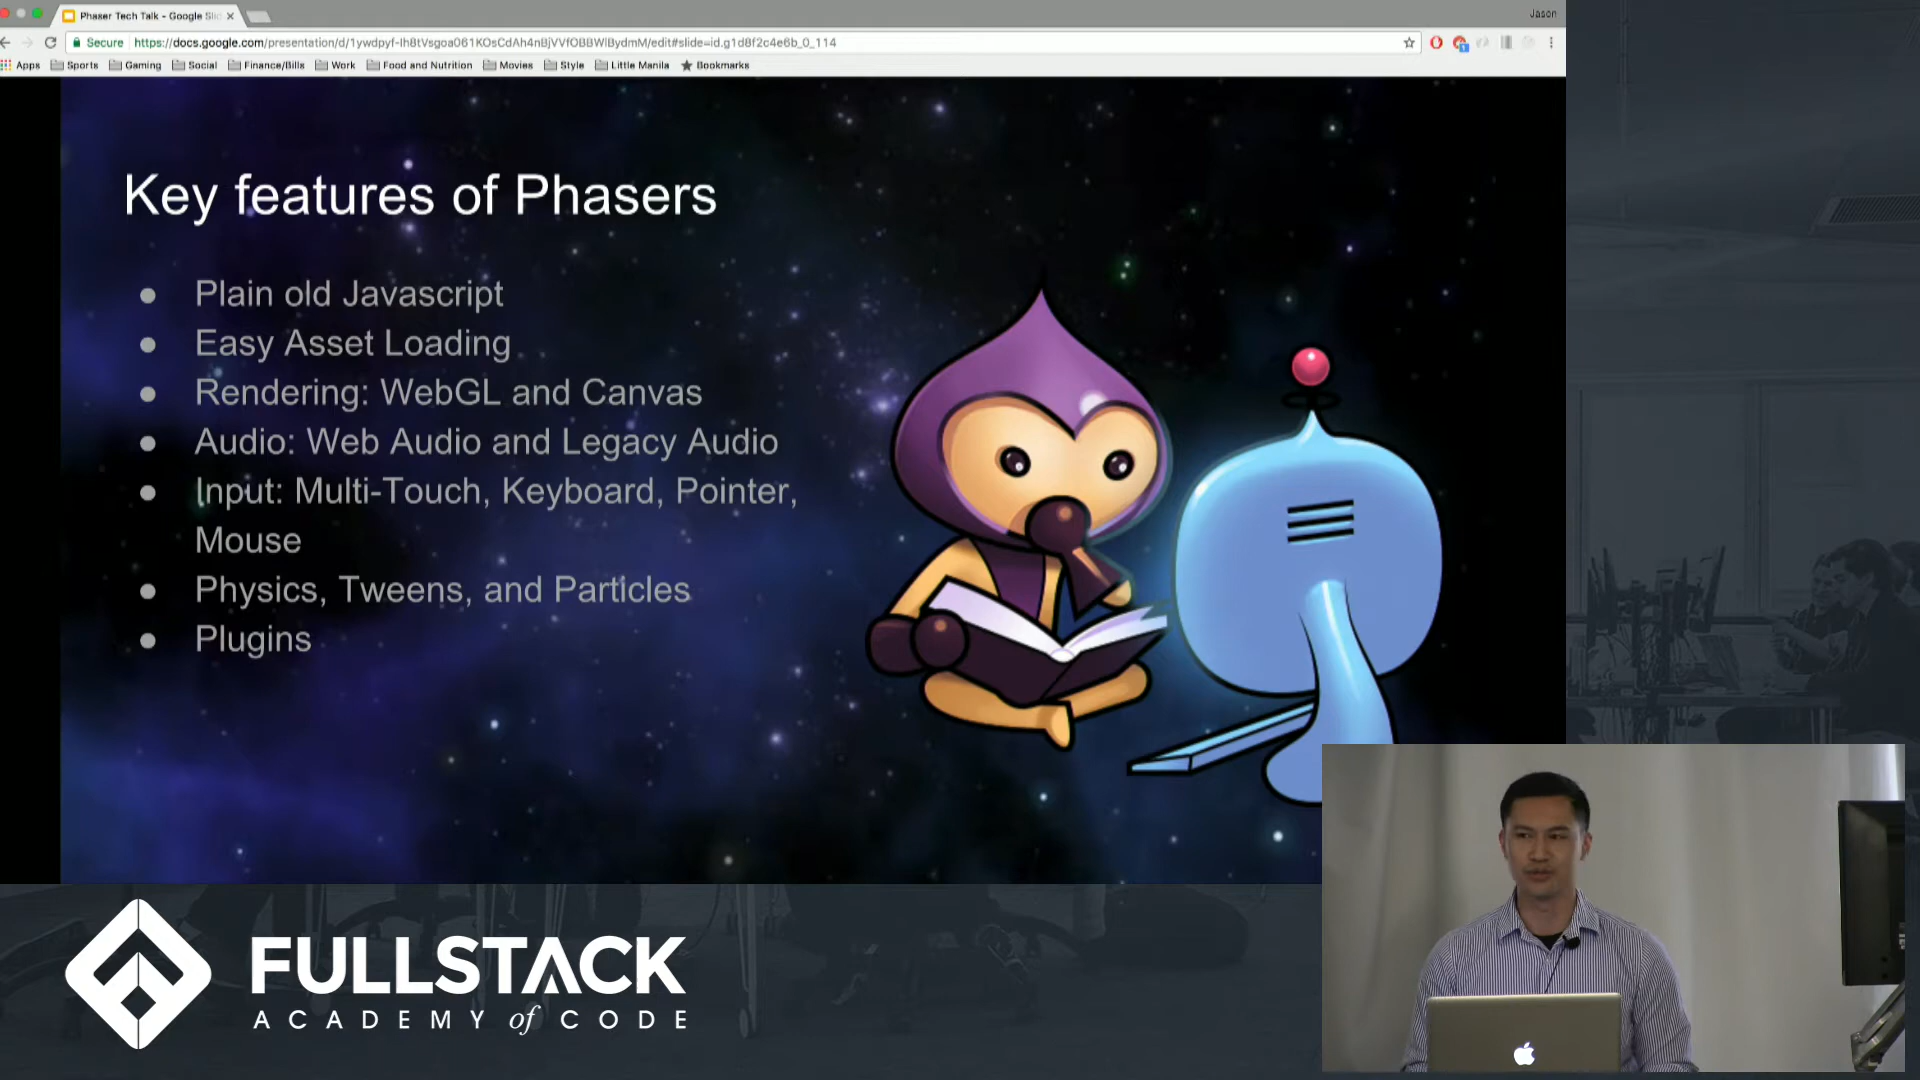 Phaser Tech Talk - Google Slid
Jason
Secure
https://docs.google.com/presentation/d/1ywdpyf-Ih8tVsgoa061KOsCdAh4nBjVVfOBBWlBydmM/edit#slide=id.g1d8f2c4e6b_0_114
Apps Sports Gaming Social Finance/Bills Work Food and Nutrition Movies Style Little Manila Bookmarks
Key features of Phasers
● Plain old Javascript
● Easy Asset Loading
● Rendering: WebGL and Canvas
● Audio: Web Audio and Legacy Audio
● Input: Multi-Touch, Keyboard, Pointer,
Mouse
● Physics, Tweens, and Particles
● Plugins
FULLSTACK
ACADEMY of CODE